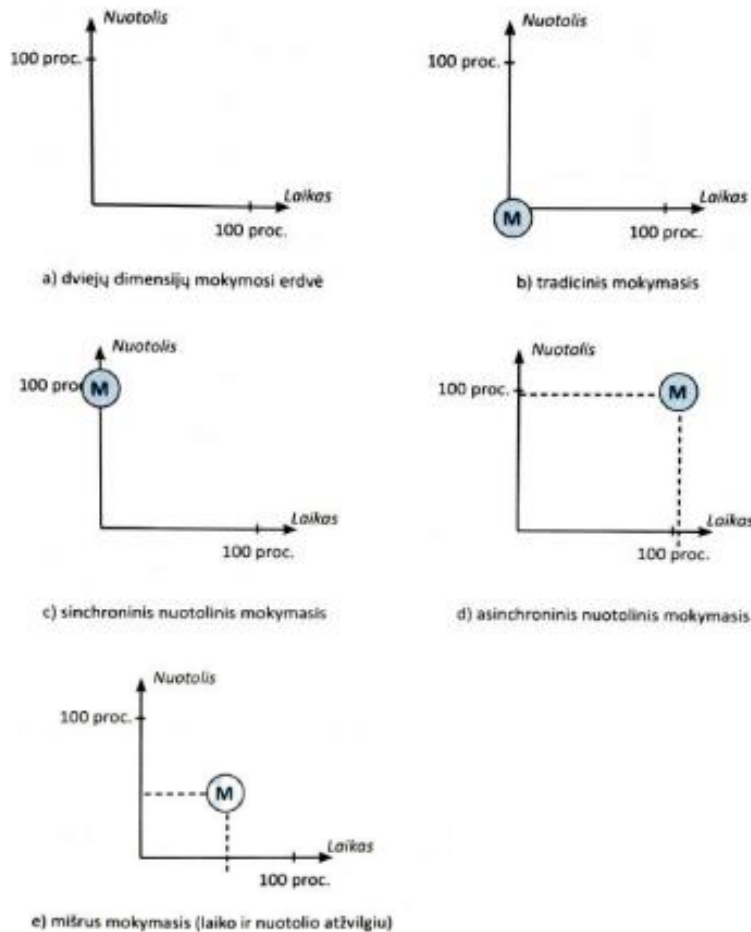 Nuotolis
100 proc.
Laikas
100 proc.
a) dviejų dimensijų mokymosi erdvė
Nuotolis
100 proc.
M
Laikas
100 proc.
b) tradicinis mokymasis
Nuotolis
100 proc
M
Laikas
100 proc.
c) sinchroninis nuotolinis mokymasis
Nuotolis
100 proc.
M
Laikas
100 proc.
d) asinchroninis nuotolinis mokymasis
Nuotolis
100 proc.
M
Laikas
100 proc.
e) mišrus mokymasis (laiko ir nuotolio atžvilgiu)